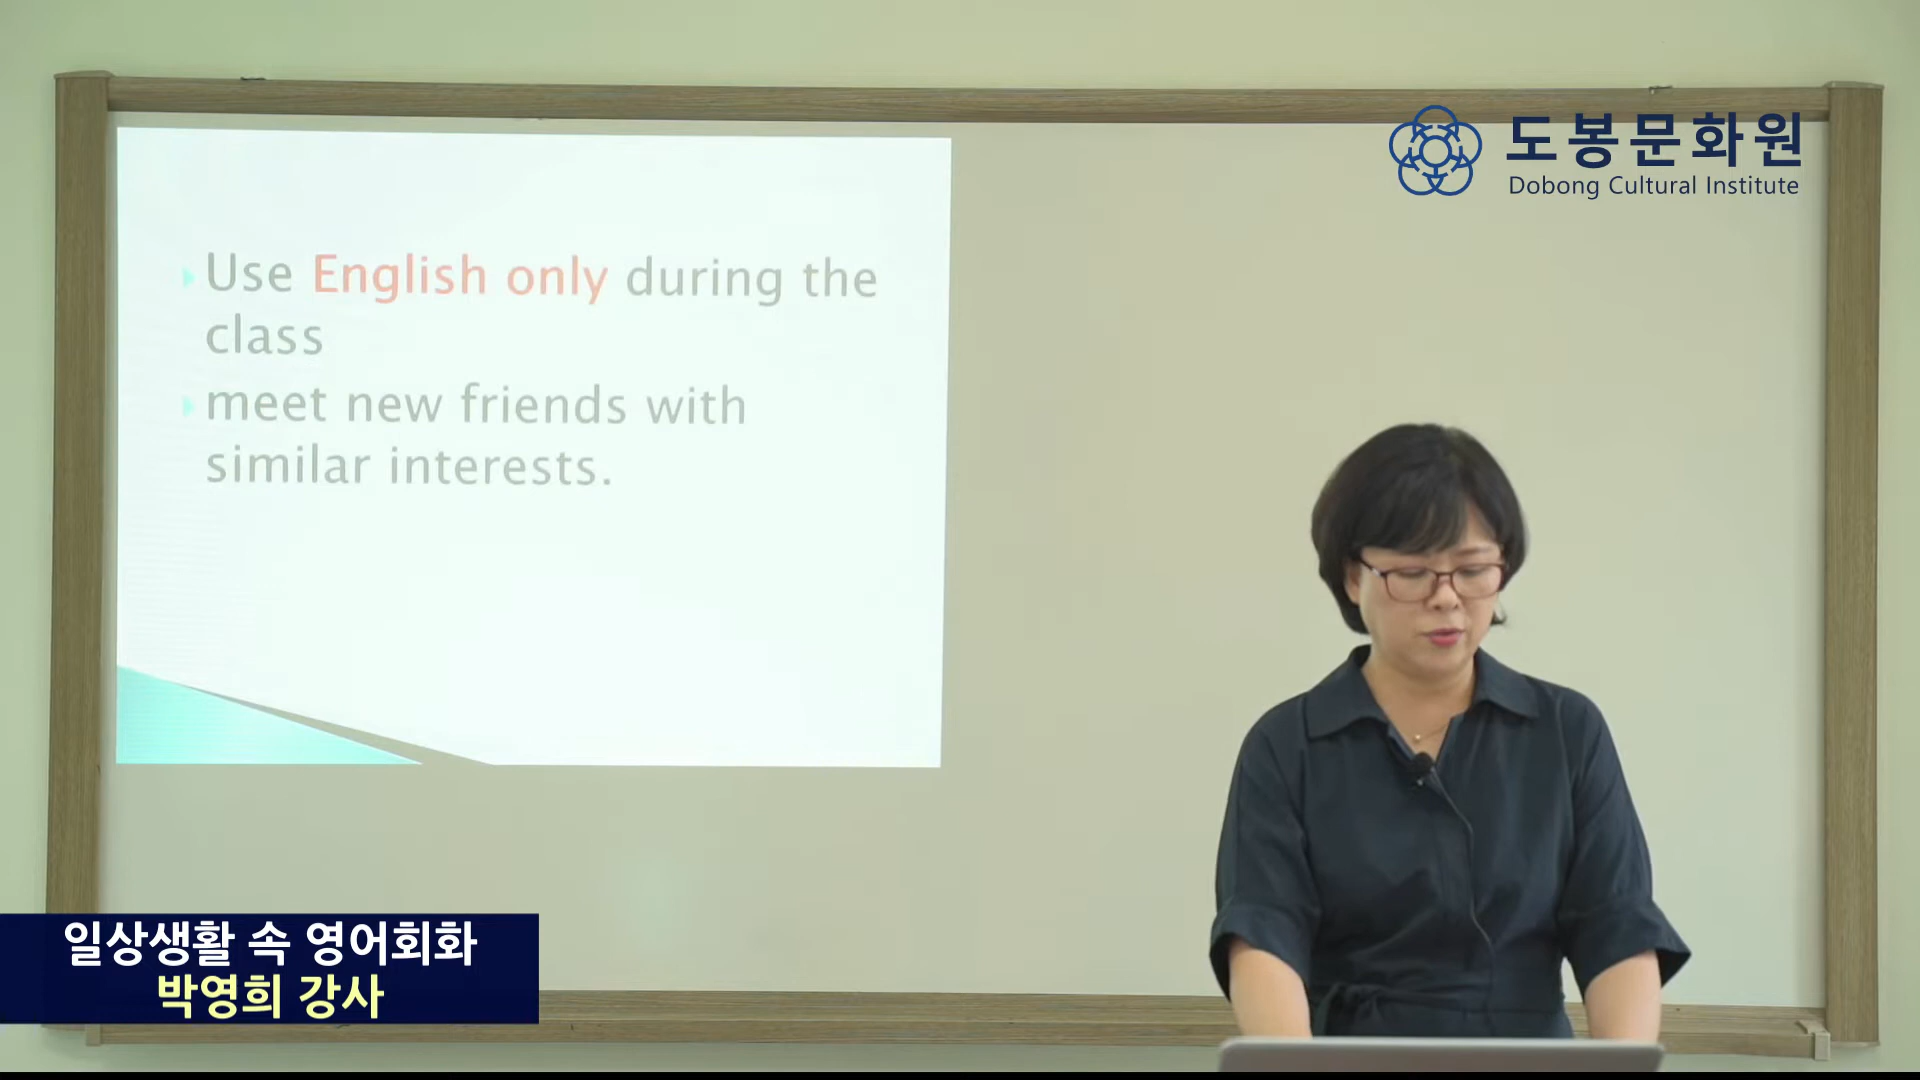 도봉문화원
Dobong Cultural Institute
Use English only during the
class
meet new friends with
similar interests.
일상생활 속 영어회화
박영희 강사